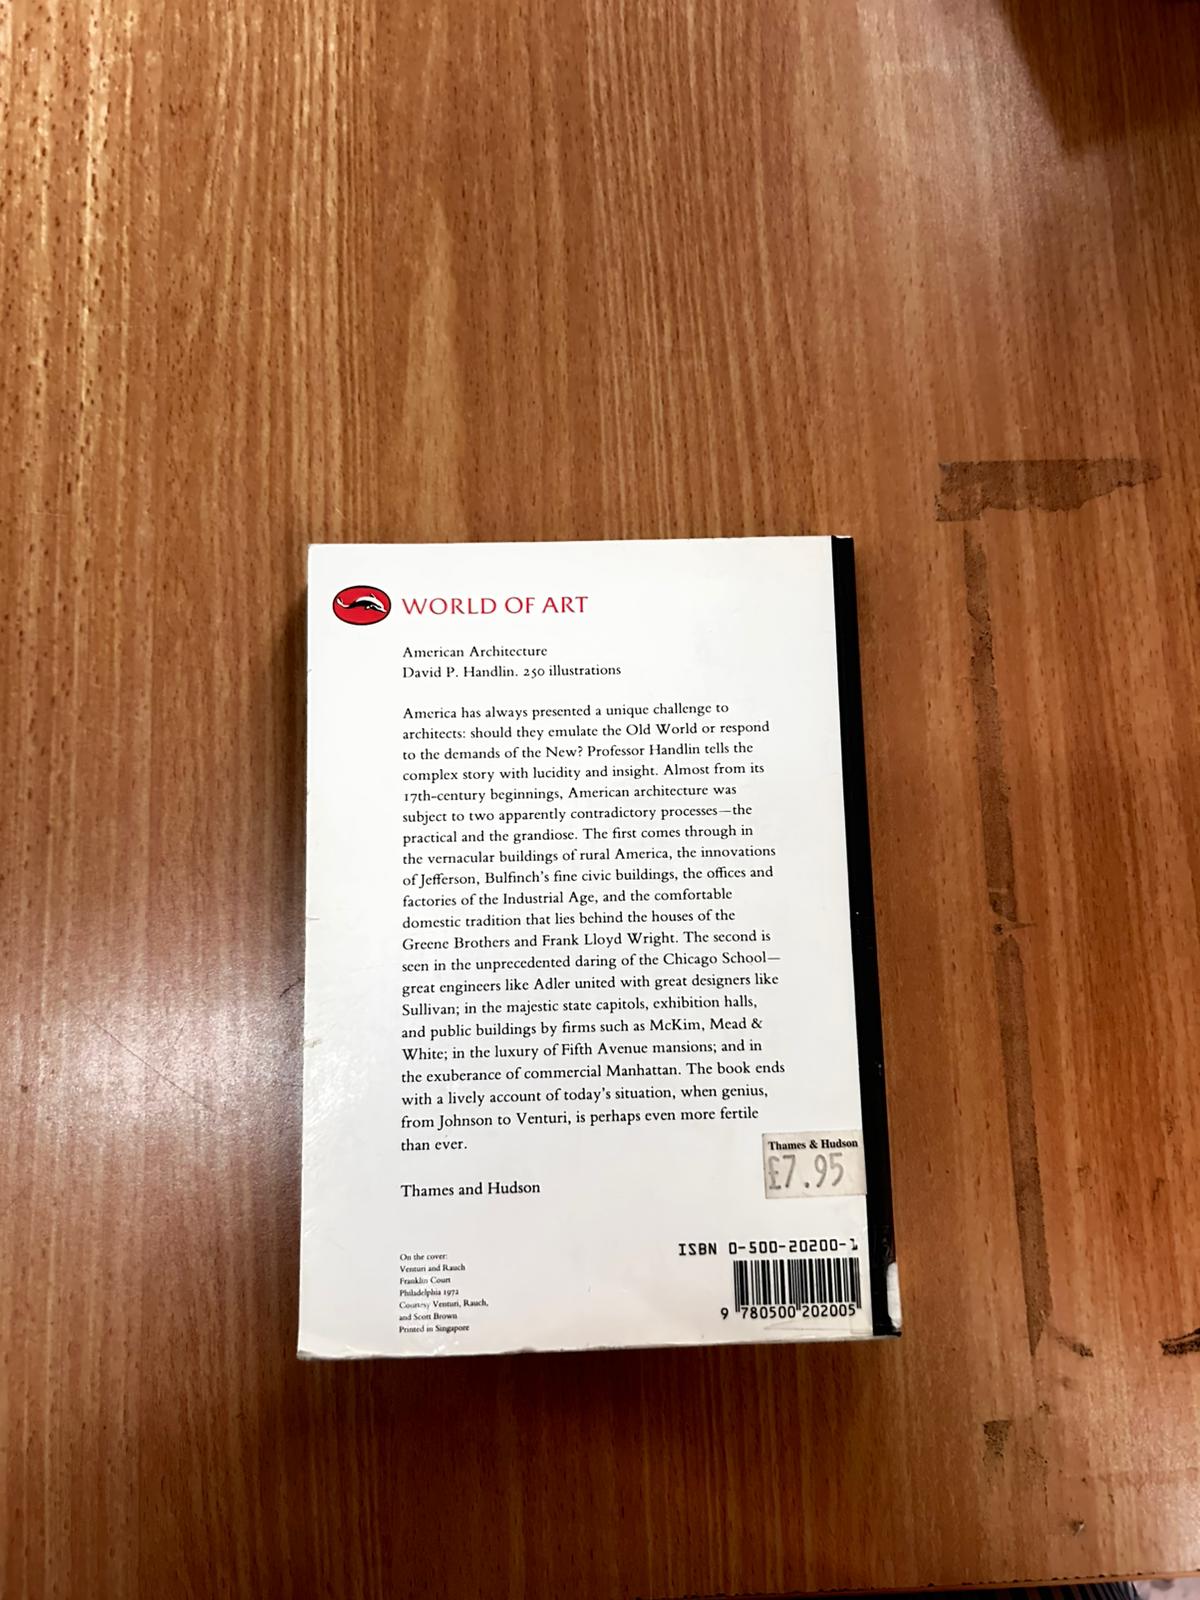 WORLD OF ART
American Architecture
David P. Handlin. 250 illustrations
America has always presented a unique challenge to
architects: should they emulate the Old World or respond
to the demands of the New? Professor Handlin tells the
complex story with lucidity and insight. Almost from its
17th-century beginnings, American architecture was
subject to two apparently contradictory processes—the
practical and the grandiose. The first comes through in
the vernacular buildings of rural America, the innovations
of Jefferson, Bulfinch's fine civic buildings, the offices and
factories of the Industrial Age, and the comfortable
domestic tradition that lies behind the houses of the
Greene Brothers and Frank Lloyd Wright. The second is
seen in the unprecedented daring of the Chicago School—
great engineers like Adler united with great designers like
Sullivan; in the majestic state capitols, exhibition halls,
and public buildings by firms such as McKim, Mead &
White; in the luxury of Fifth Avenue mansions; and in
the exuberance of commercial Manhattan. The book ends
with a lively account of today's situation, when genius,
from Johnson to Venturi, is perhaps even more fertile
than ever.
Thames & Hudson
£7.95
Thames and Hudson
ISBN 0-500-20200-1
9 780500 202005
On the cover:
Venturi and Rauch
Franklin Court
Philadelphia 1972
Courtesy Venturi, Rauch,
and Scott Brown
Printed in Singapore